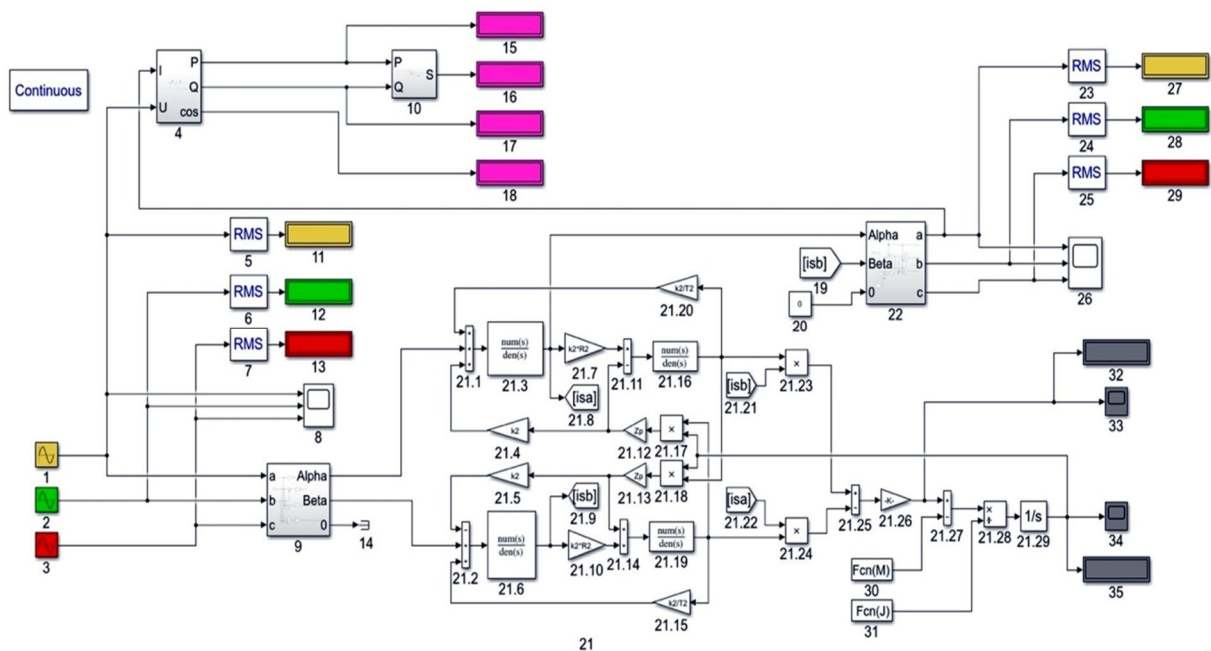 Continuous
I
U
P
Q
cos
4
P
Q
S
10
15
16
17
18
RMS
5
11
RMS
6
12
RMS
7
13
8
1
2
3
a
b
c
Alpha
Beta
0
9
14
RMS
23
27
RMS
24
28
RMS
25
29
[isb]
19
0
20
Alpha
Beta
0
a
b
c
22
26
k2/T2
21.20
21.1
num(s)
den(s)
21.3
k2*R2
21.7
[isa]
21.8
21.11
num(s)
den(s)
21.16
[isb]
21.21
×
21.23
k2
21.4
Zp
21.12
×
21.17
k2
21.5
Zp
21.13
×
21.18
[isb]
21.9
21.2
num(s)
den(s)
21.6
k2*R2
21.10
21.14
num(s)
den(s)
21.19
[isa]
21.22
×
21.24
21.25
-K-
21.26
21.27
×
÷
21.28
1/s
21.29
k2/T2
21.15
Fcn(M)
30
Fcn(J)
31
32
33
34
35
21